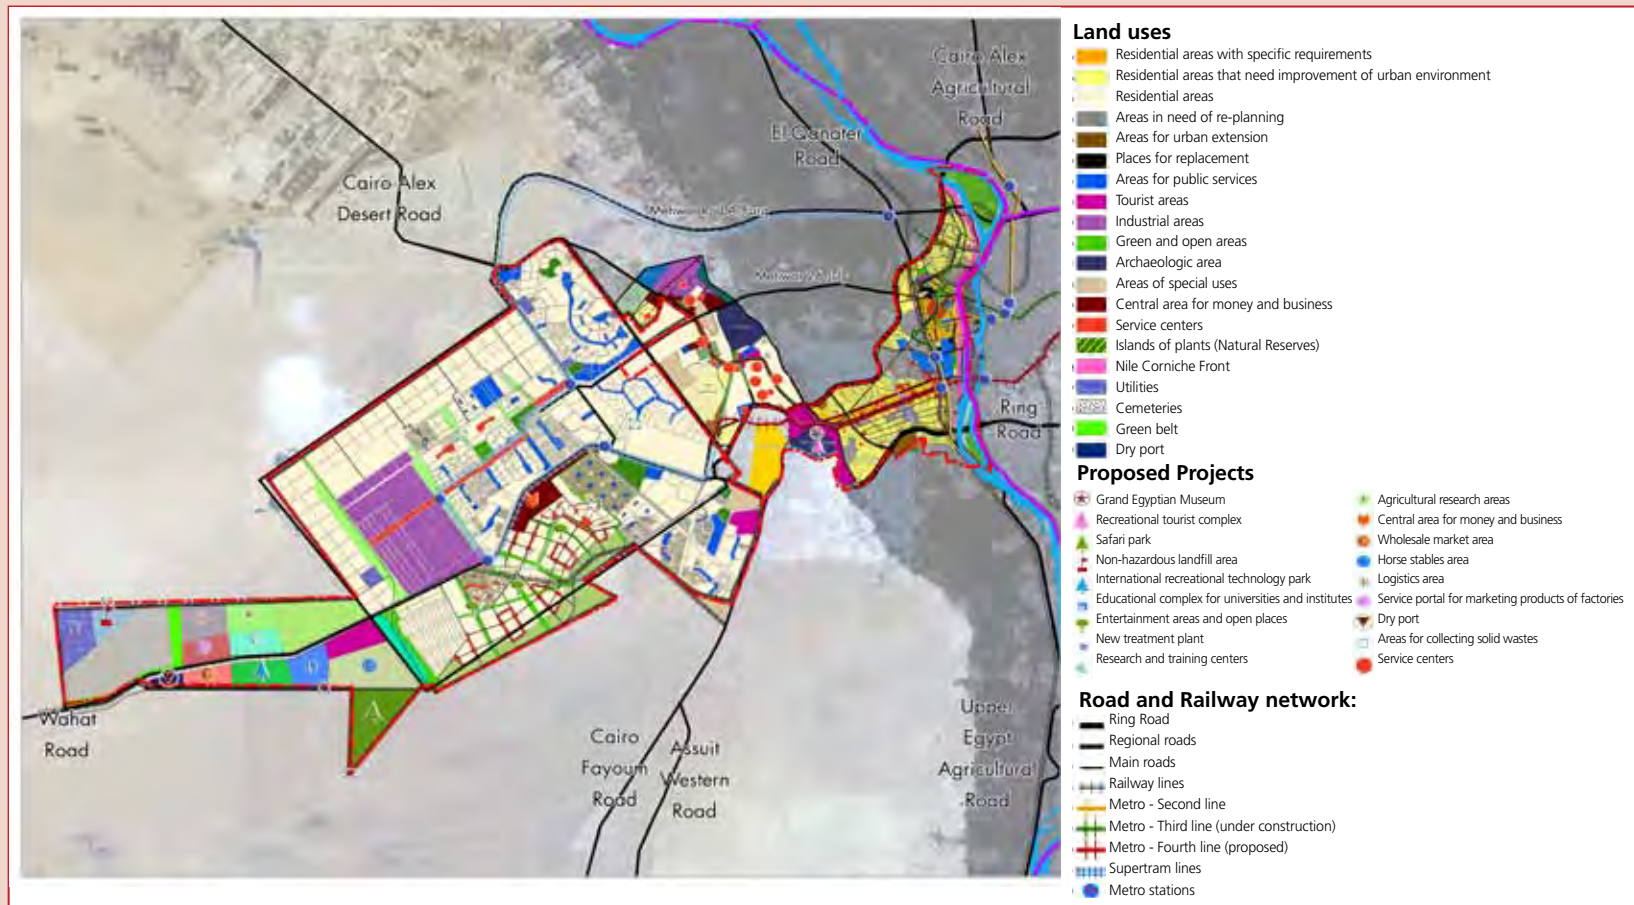 Cairo Alex
Agricultural
Road
El-Qanater
Road
Cairo Alex
Desert Road
Ring
Road
Wahat
Road
Cairo
Fayoum
Road
Assuit
Western
Road
Upper
Egypt
Agricultural
Road
Land uses
Residential areas with specific requirements
Residential areas that need improvement of urban environment
Residential areas
Areas in need of re-planning
Areas for urban extension
Places for replacement
Areas for public services
Tourist areas
Industrial areas
Green and open areas
Archaeologic area
Areas of special uses
Central area for money and business
Service centers
Islands of plants (Natural Reserves)
Nile Corniche Front
Utilities
Cemeteries
Green belt
Dry port
Proposed Projects
Grand Egyptian Museum
Recreational tourist complex
Safari park
Non-hazardous landfill area
International recreational technology park
Educational complex for universities and institutes
Entertainment areas and open places
New treatment plant
Research and training centers
Agricultural research areas
Central area for money and business
Wholesale market area
Horse stables area
Logistics area
Service portal for marketing products of factories
Dry port
Areas for collecting solid wastes
Service centers
Road and Railway network:
Ring Road
Regional roads
Main roads
Railway lines
Metro - Second line
Metro - Third line (under construction)
Metro - Fourth line (proposed)
Supertram lines
Metro stations